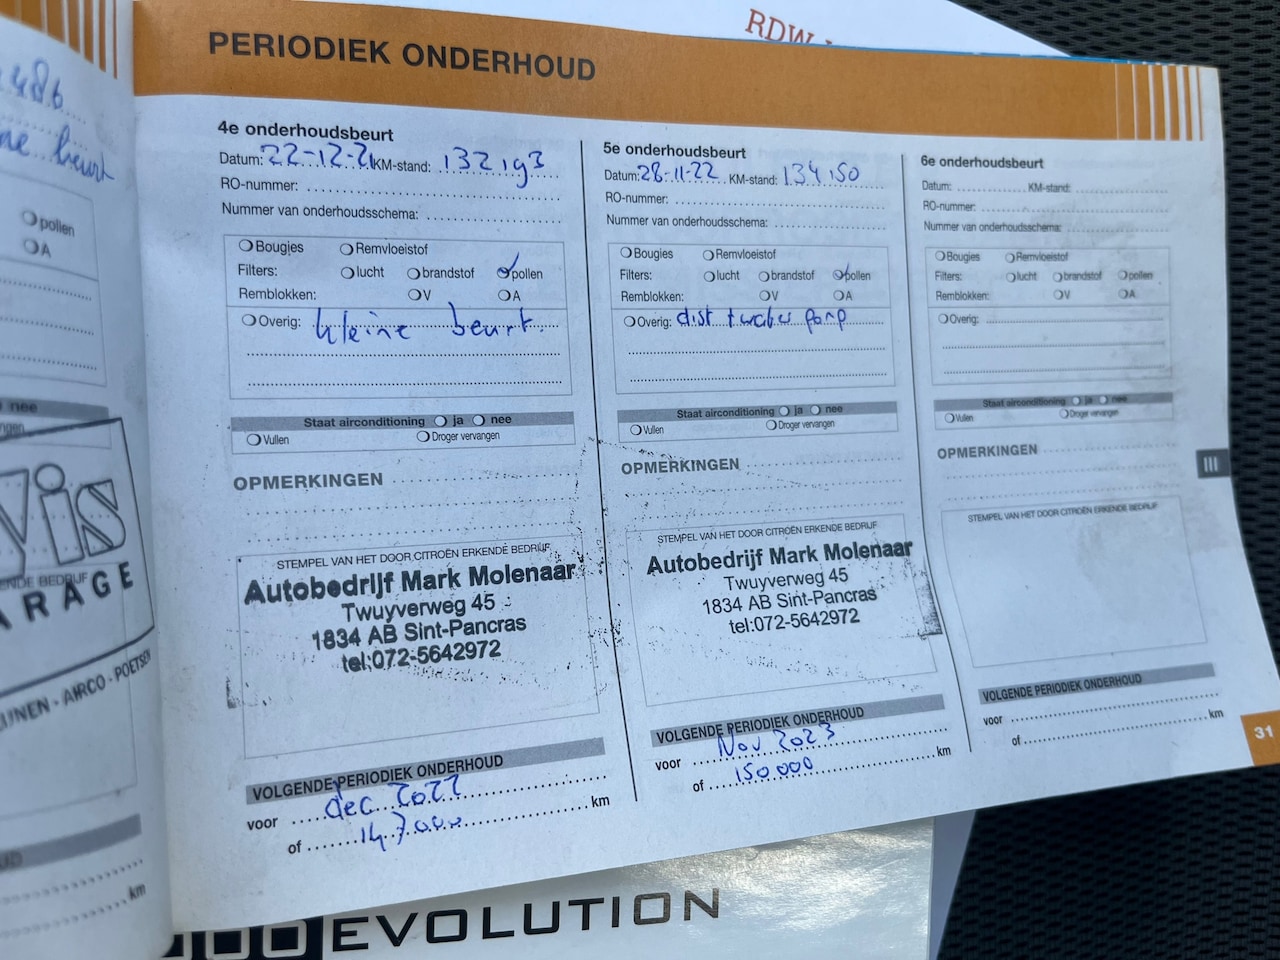 RDW
PERIODIEK ONDERHOUD
486
beurt
pollen
A
nee
GARAGE
AIRCO - POETSEN
km
4e onderhoudsbeurt
Datum: 22-12-21 KM-stand: 132193
RO-nummer:
Nummer van onderhoudsschema:
Bougies Remvloeistof
Filters: lucht brandstof pollen
Remblokken: V A
Overig: kleine beurt.
Staat airconditioning ja nee
Vullen Droger vervangen
OPMERKINGEN
STEMPEL VAN HET DOOR CITROËN ERKENDE BEDRIJF
Autobedrijf Mark Molenaar
Twuyverweg 45
1834 AB Sint-Pancras
tel:072-5642972
VOLGENDE PERIODIEK ONDERHOUD
voor dec 2022
of 147.000 km
5e onderhoudsbeurt
Datum: 28-11-22 KM-stand: 134150
RO-nummer:
Nummer van onderhoudsschema:
Bougies Remvloeistof
Filters: lucht brandstof pollen
Remblokken: V A
Overig: dist + water pomp
Staat airconditioning ja nee
Vullen Droger vervangen
OPMERKINGEN
STEMPEL VAN HET DOOR CITROËN ERKENDE BEDRIJF
Autobedrijf Mark Molenaar
Twuyverweg 45
1834 AB Sint-Pancras
tel:072-5642972
VOLGENDE PERIODIEK ONDERHOUD
voor Nov 2023
of 150000 km
6e onderhoudsbeurt
Datum: KM-stand:
RO-nummer:
Nummer van onderhoudsschema:
Bougies Remvloeistof
Filters: lucht brandstof pollen
Remblokken: V A
Overig:
Staat airconditioning ja nee
Vullen Droger vervangen
OPMERKINGEN
STEMPEL VAN HET DOOR CITROËN ERKENDE BEDRIJF
VOLGENDE PERIODIEK ONDERHOUD
voor
of km
III
31
EVOLUTION